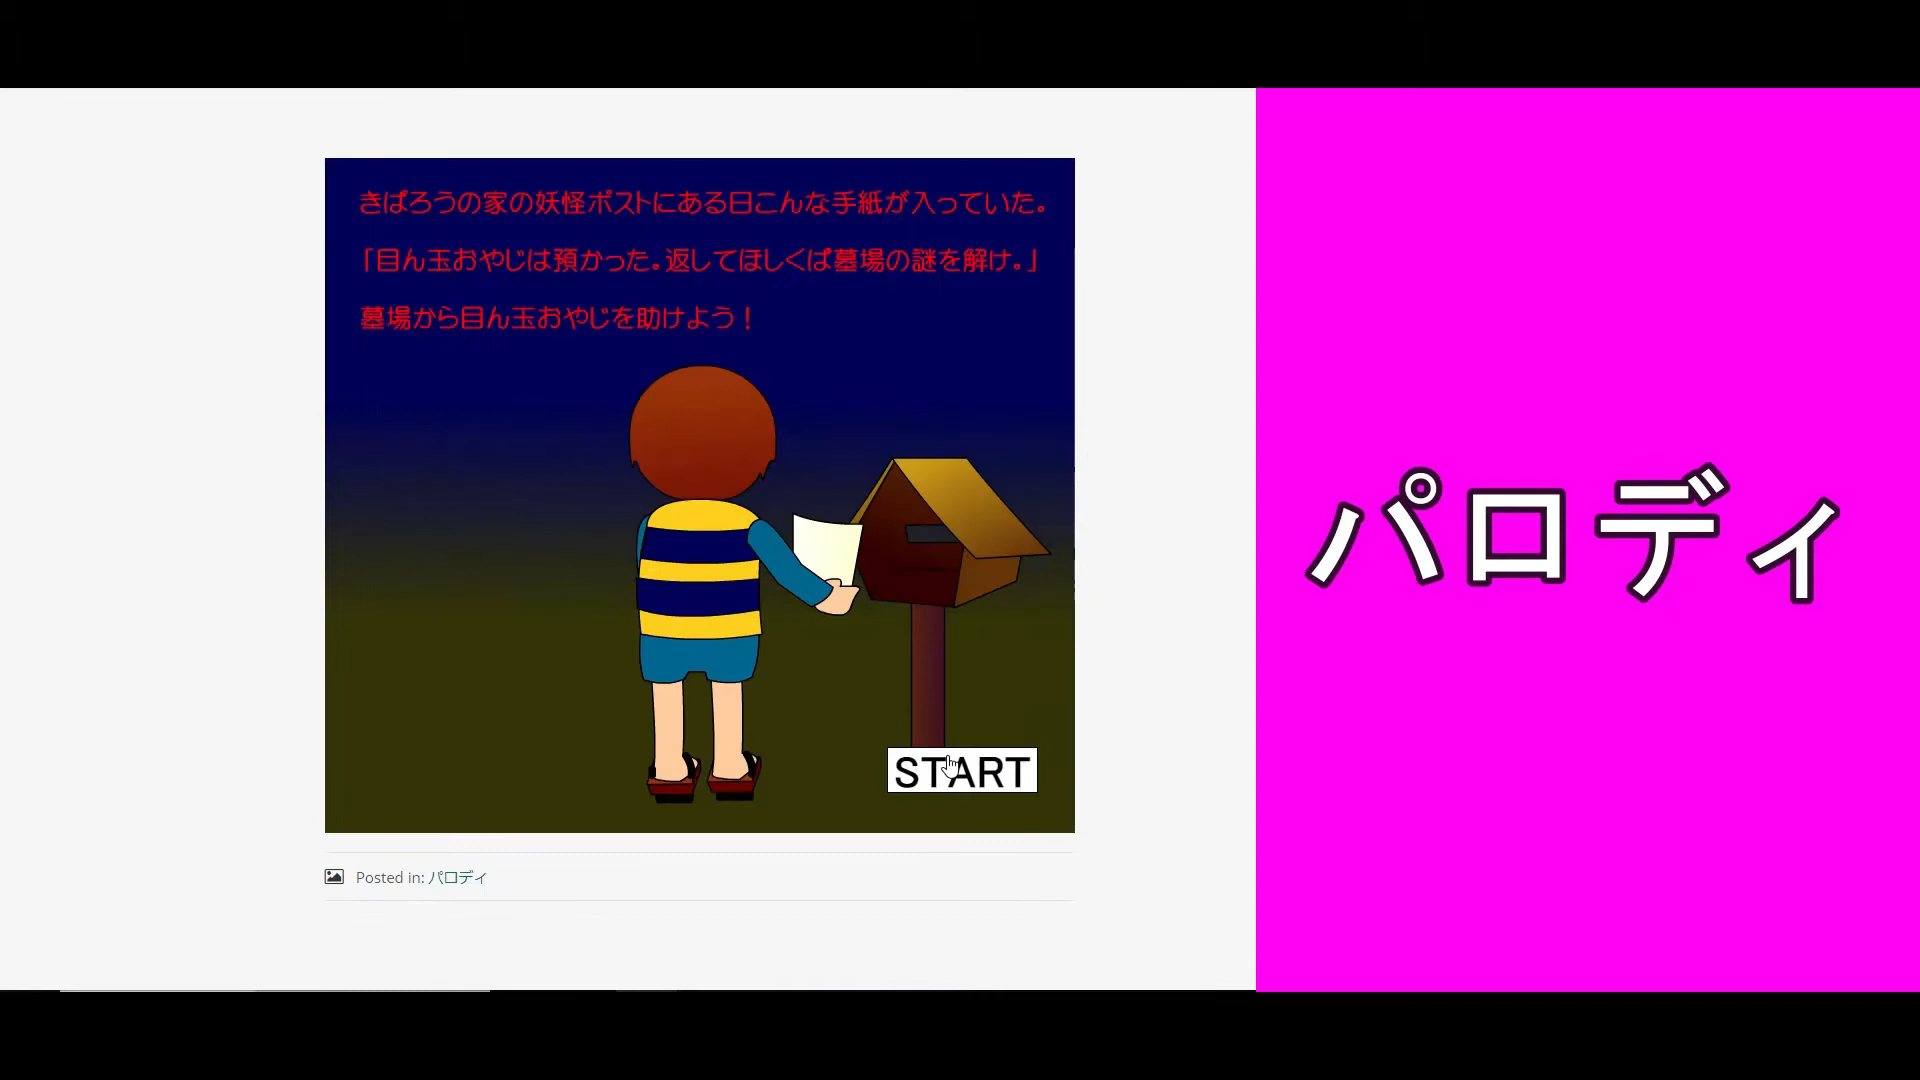 きぱろうの家の妖怪ポストにある日こんな手紙が入っていた。
「目ん玉おやじは預かった。返してほしくば墓場の謎を解け。」
墓場から目ん玉おやじを助けよう！
START
Posted in: パロディ
パロディ